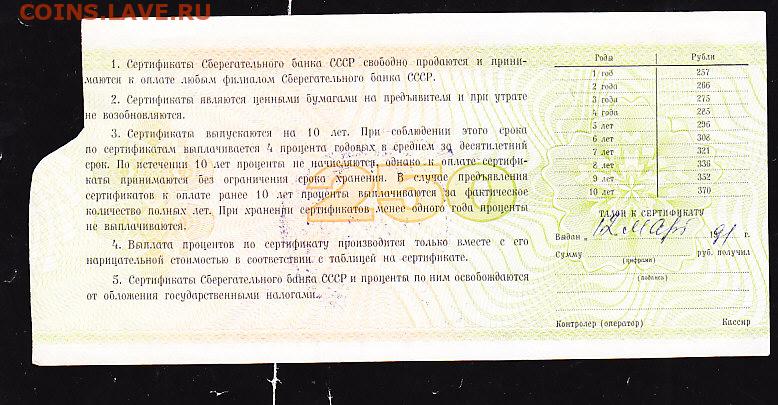 COINS.LAVE.RU
1. Сертификаты Сберегательного банка СССР свободно продаются и прини-
маются к оплате любым филиалом Сберегательного банка СССР.
2. Сертификаты являются ценными бумагами на предъявителя и при утрате
не возобновляются.
3. Сертификаты выпускаются на 10 лет. При соблюдении этого срока
по сертификатам выплачивается 4 процента годовых в среднем за десятилетний
срок. По истечении 10 лет проценты не начисляются, однако к оплате сертифи-
каты принимаются без ограничения срока хранения. В случае предъявления
сертификатов к оплате ранее 10 лет проценты выплачиваются за фактическое
количество полных лет. При хранении сертификатов менее одного года проценты
не выплачиваются.
4. Выплата процентов по сертификату производится только вместе с его
нарицательной стоимостью в соответствии с таблицей на сертификате.
5. Сертификаты Сберегательного банка СССР и проценты по ним освобождаются
от обложения государственными налогами.
250
Годы Рубли
1 год 257
2 года 266
3 года 275
4 года 285
5 лет 296
6 лет 308
7 лет 321
8 лет 336
9 лет 352
10 лет 370
ТАЛОН К СЕРТИФИКАТУ
Выдан „ 12 МАРТ 1991 г.
Сумму руб. получил
(цифрами)
(подпись)
Контролер (оператор) Кассир